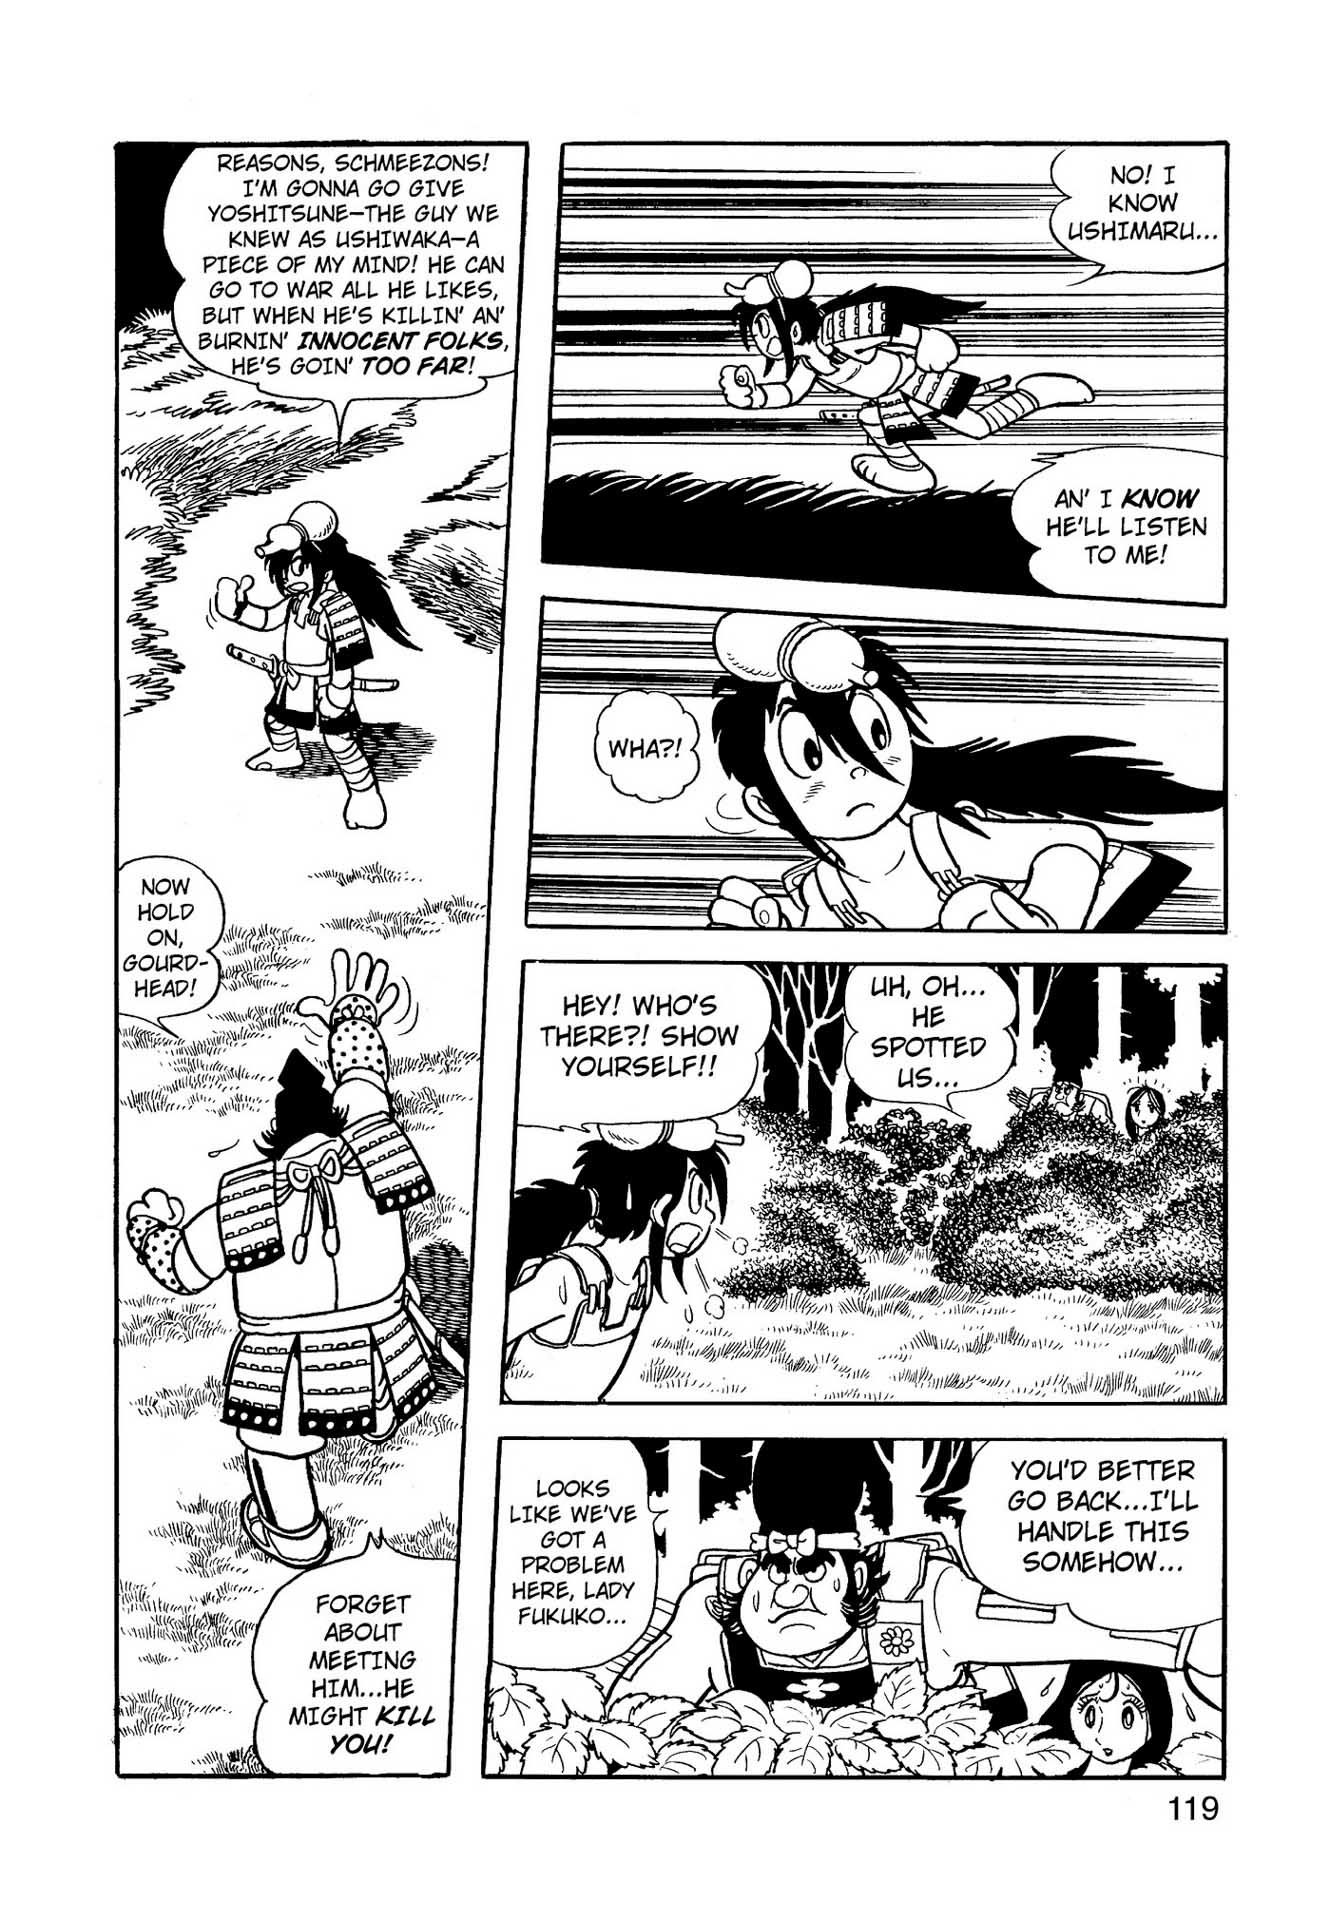 REASONS, SCHMEEZONS!
I'M GONNA GO GIVE
YOSHITSUNE–THE GUY WE
KNEW AS USHIWAKA–A
PIECE OF MY MIND! HE CAN
GO TO WAR ALL HE LIKES,
BUT WHEN HE'S KILLIN' AN'
BURNIN' INNOCENT FOLKS,
HE'S GOIN' TOO FAR!
NOW
HOLD
ON,
GOURD-
HEAD!
FORGET
ABOUT
MEETING
HIM...HE
MIGHT KILL
YOU!
NO! I
KNOW
USHIMARU...
AN' I KNOW
HE'LL LISTEN
TO ME!
WHA?!
HEY! WHO'S
THERE?! SHOW
YOURSELF!!
UH, OH...
HE
SPOTTED
US...
LOOKS
LIKE WE'VE
GOT A
PROBLEM
HERE, LADY
FUKUKO...
YOU'D BETTER
GO BACK...I'LL
HANDLE THIS
SOMEHOW...
119